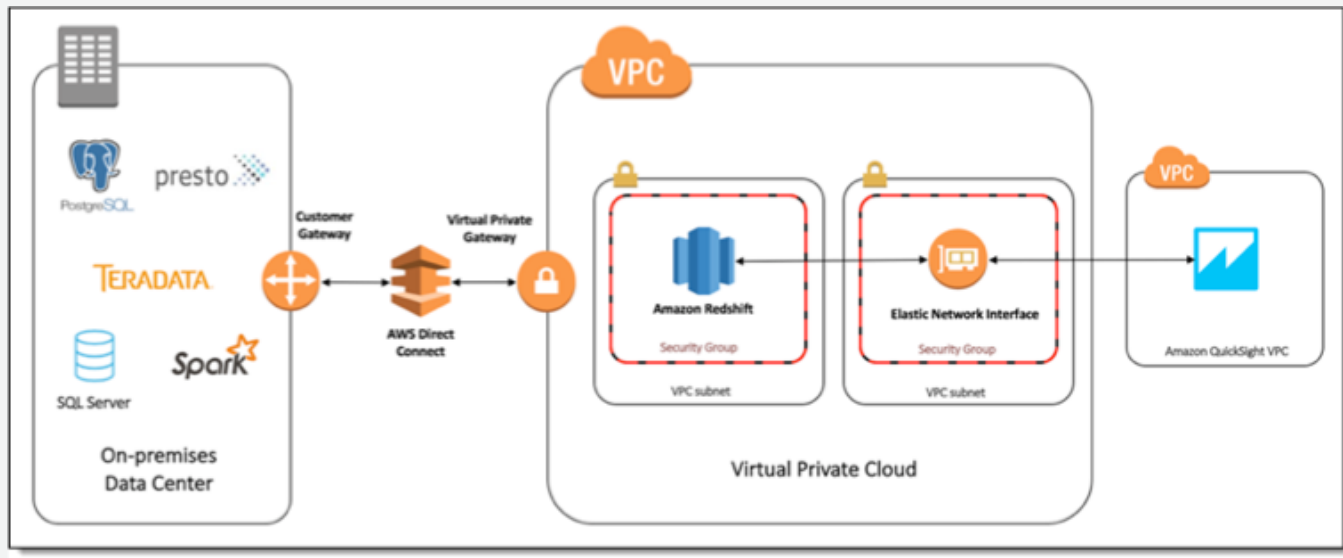 VPC
VPC
PostgreSQL
presto
TERADATA
SQL Server
Spark
On-premises
Data Center
Customer
Gateway
AWS Direct
Connect
Virtual Private
Gateway
Amazon Redshift
Security Group
VPC subnet
Elastic Network Interface
Security Group
VPC subnet
Virtual Private Cloud
Amazon QuickSight VPC